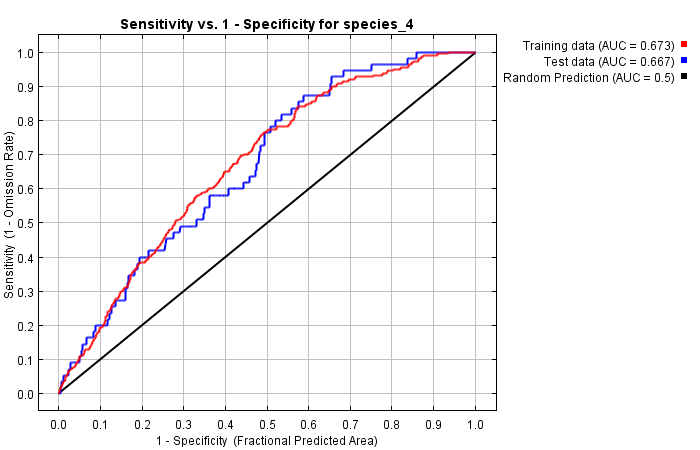 Sensitivity vs. 1 - Specificity for species_4
Training data (AUC = 0.673)
Test data (AUC = 0.667)
Random Prediction (AUC = 0.5)
Sensitivity (1 - Omission Rate)
1.0
0.9
0.8
0.7
0.6
0.5
0.4
0.3
0.2
0.1
0.0
0.0 0.1 0.2 0.3 0.4 0.5 0.6 0.7 0.8 0.9 1.0
1 - Specificity (Fractional Predicted Area)